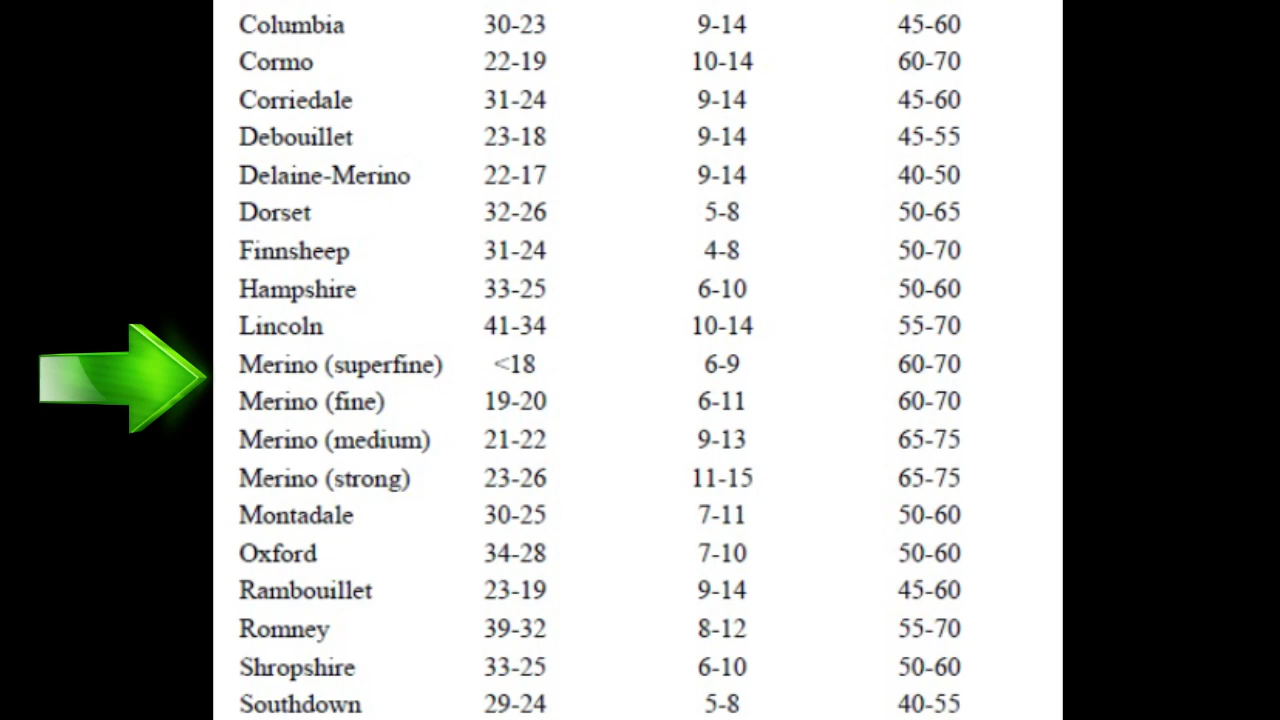 Columbia 30-23 9-14 45-60
Cormo 22-19 10-14 60-70
Corriedale 31-24 9-14 45-60
Debouillet 23-18 9-14 45-55
Delaine-Merino 22-17 9-14 40-50
Dorset 32-26 5-8 50-65
Finnsheep 31-24 4-8 50-70
Hampshire 33-25 6-10 50-60
Lincoln 41-34 10-14 55-70
Merino (superfine) <18 6-9 60-70
Merino (fine) 19-20 6-11 60-70
Merino (medium) 21-22 9-13 65-75
Merino (strong) 23-26 11-15 65-75
Montadale 30-25 7-11 50-60
Oxford 34-28 7-10 50-60
Rambouillet 23-19 9-14 45-60
Romney 39-32 8-12 55-70
Shropshire 33-25 6-10 50-60
Southdown 29-24 5-8 40-55